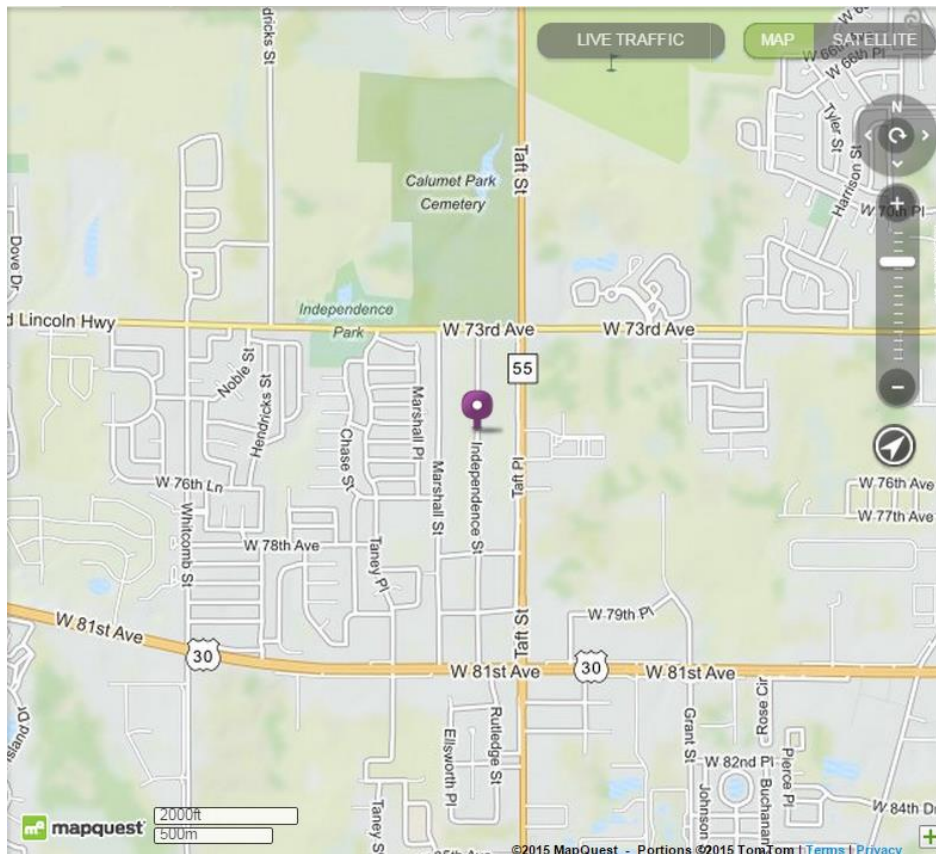 dricks St
LIVE TRAFFIC
MAP
SATELLITE
W 66th Pl
W 66th Pl
N
Tyler St
Harrison St
W 70th Pl
Taft St
Calumet Park
Cemetery
Dove Dr
Independence
Park
d Lincoln Hwy
W 73rd Ave
W 73rd Ave
55
Noble St
Hendricks St
Marshall Pl
Chase St
Marshall St
Independence St
Taft Pl
W 76th Ln
W 76th Ave
W 77th Ave
Whitcomb St
W 78th Ave
Taney Pl
W 79th Pl
Taft St
W 81st Ave
30
W 81st Ave
30
W 81st Ave
Island Dr
Rutledge St
Ellsworth Pl
Grant St
Rose Cir
W 82nd Pl
Pierce Pl
Johnson
Buchanan
W 84th Dr
Taney St
mapquest
2000ft
500m
©2015 MapQuest - Portions ©2015 TomTom | Terms | Privacy